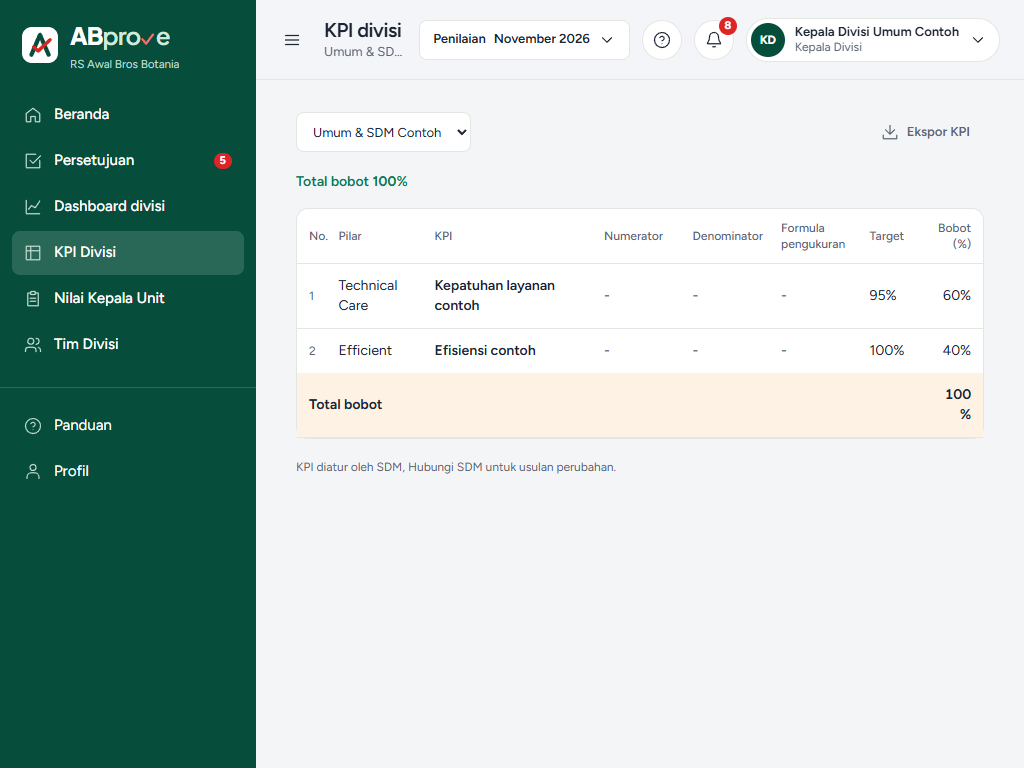 ABprove
RS Awal Bros Botania
Beranda
Persetujuan 5
Dashboard divisi
KPI Divisi
Nilai Kepala Unit
Tim Divisi
Panduan
Profil
KPI divisi
Umum & SD...
Penilaian November 2026
8
KD
Kepala Divisi Umum Contoh
Kepala Divisi
Umum & SDM Contoh
Ekspor KPI
Total bobot 100%
No. Pilar KPI Numerator Denominator Formula pengukuran Target Bobot (%)
1 Technical Care Kepatuhan layanan contoh - - - 95% 60%
2 Efficient Efisiensi contoh - - - 100% 40%
Total bobot 100 %
KPI diatur oleh SDM, Hubungi SDM untuk usulan perubahan.